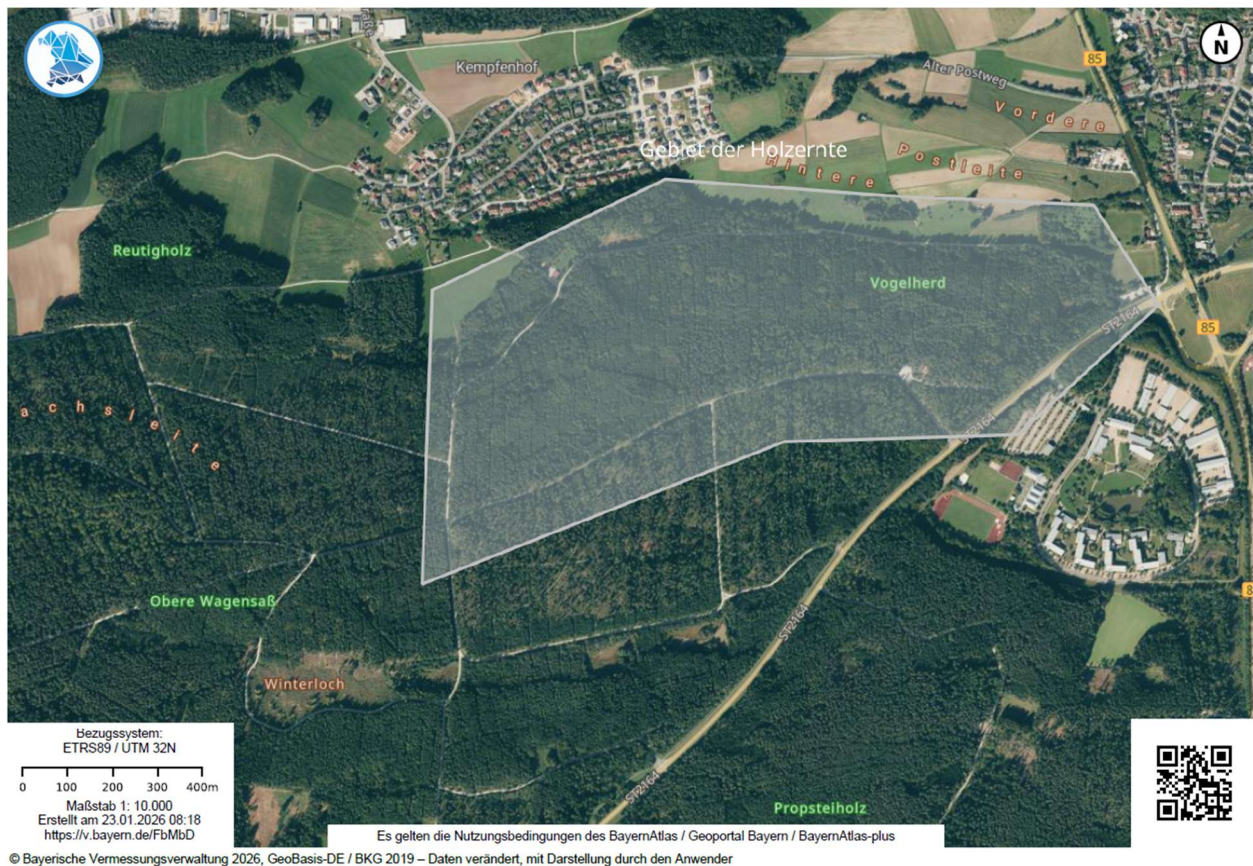 N
85
Kempfenhof
Alter Postweg
Vordere
Gebiet der Holzernte
Hintere Postleite
Reutigholz
Vogelherd
ST2164
85
achsleite
ST2164
Obere Wagensaß
ST2164
Winterloch
ST2164
Propsteiholz
Bezugssystem:
ETRS89 / UTM 32N
0 100 200 300 400m
Maßstab 1: 10.000
Erstellt am 23.01.2026 08:18
https://v.bayern.de/FbMbD
Es gelten die Nutzungsbedingungen des BayernAtlas / Geoportal Bayern / BayernAtlas-plus
© Bayerische Vermessungsverwaltung 2026, GeoBasis-DE / BKG 2019 – Daten verändert, mit Darstellung durch den Anwender